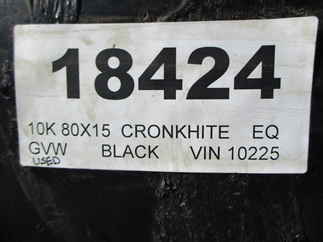 18424
10K 80X15 CRONKHITE EQ
GVW BLACK VIN 10225
USED